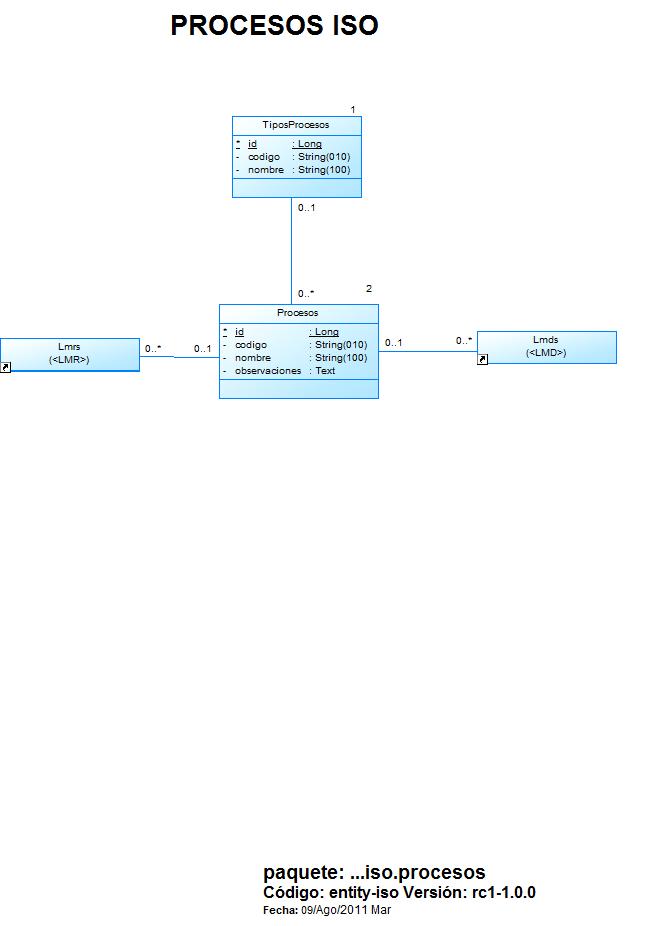 PROCESOS ISO
1
TiposProcesos
* id : Long
- codigo : String(010)
- nombre : String(100)
0..1
0..*
2
Procesos
* id : Long
- codigo : String(010)
- nombre : String(100)
- observaciones : Text
Lmrs
(<LMR>)
0..*
0..1
0..1
0..*
Lmds
(<LMD>)
paquete: ...iso.procesos
Código: entity-iso Versión: rc1-1.0.0
Fecha: 09/Ago/2011 Mar